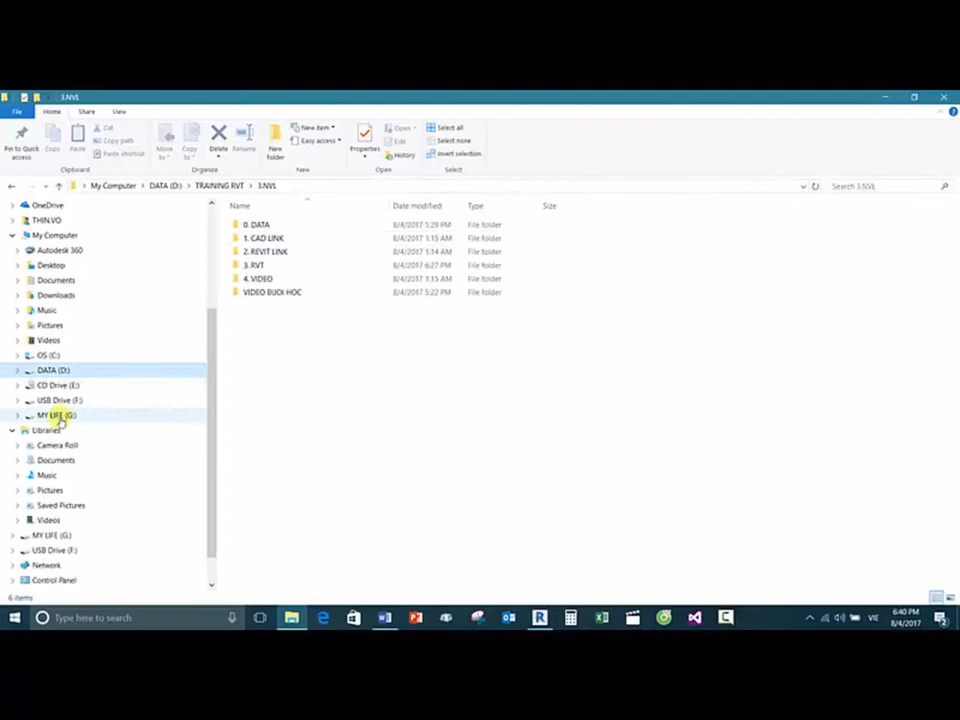 3.NVL
File Home Share View
Pin to Quick access
Copy
Paste
Cut
Copy path
Paste shortcut
Clipboard
Move to
Copy to
Delete
Rename
Organize
New folder
New item
Easy access
New
Properties
Open
Edit
History
Open
Select all
Select none
Invert selection
Select
My Computer > DATA (D:) > TRAINING RVT > 3.NVL
Search 3.NVL
Name Date modified Type Size
0. DATA 8/4/2017 5:29 PM File folder
1. CAD LINK 8/4/2017 1:15 AM File folder
2. REVIT LINK 8/4/2017 1:14 AM File folder
3. RVT 8/4/2017 6:27 PM File folder
4. VIDEO 8/4/2017 1:15 AM File folder
VIDEO BUOI HOC 8/4/2017 5:22 PM File folder
OneDrive
THIN.VO
My Computer
Autodesk 360
Desktop
Documents
Downloads
Music
Pictures
Videos
OS (C:)
DATA (D:)
CD Drive (E:)
USB Drive (F:)
MY LIFE (G:)
Libraries
Camera Roll
Documents
Music
Pictures
Saved Pictures
Videos
MY LIFE (G:)
USB Drive (F:)
Network
Control Panel
6 items
Type here to search
VIE
6:40 PM
8/4/2017